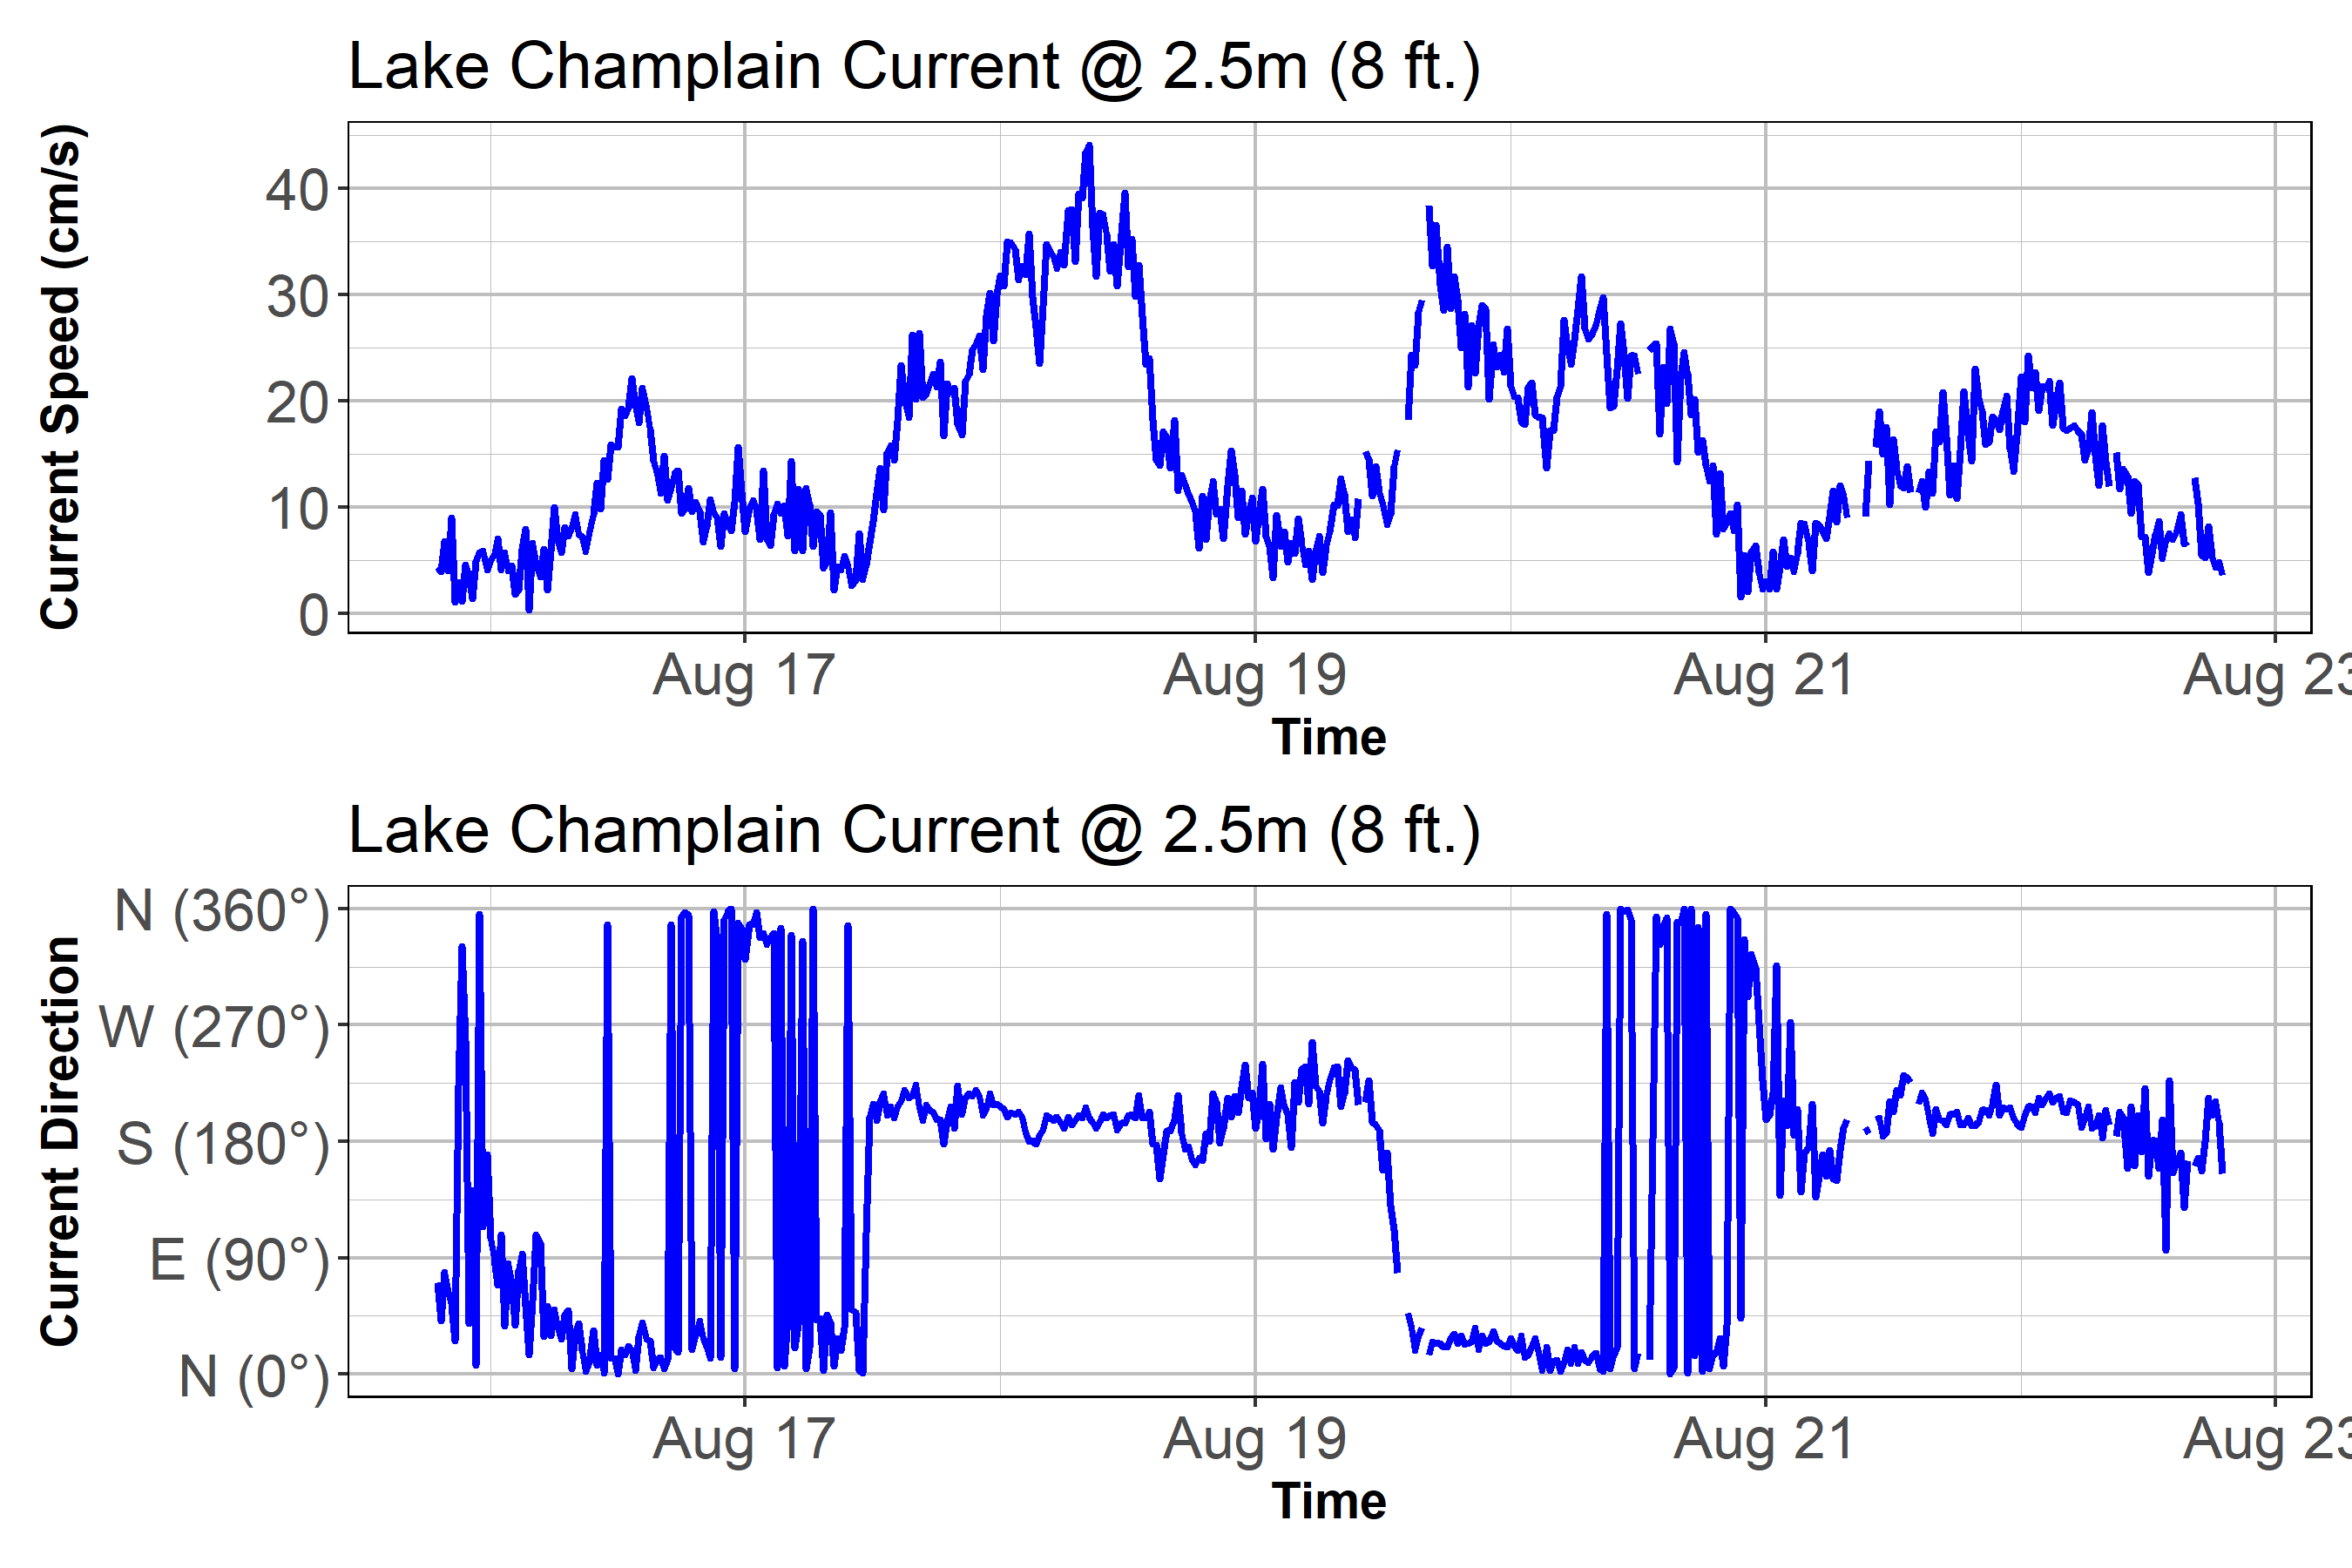 Lake Champlain Current @ 2.5m (8 ft.)
Current Speed (cm/s)
40
30
20
10
0
Aug 17
Aug 19
Aug 21
Aug 23
Time
Lake Champlain Current @ 2.5m (8 ft.)
Current Direction
N (360°)
W (270°)
S (180°)
E (90°)
N (0°)
Aug 17
Aug 19
Aug 21
Aug 23
Time